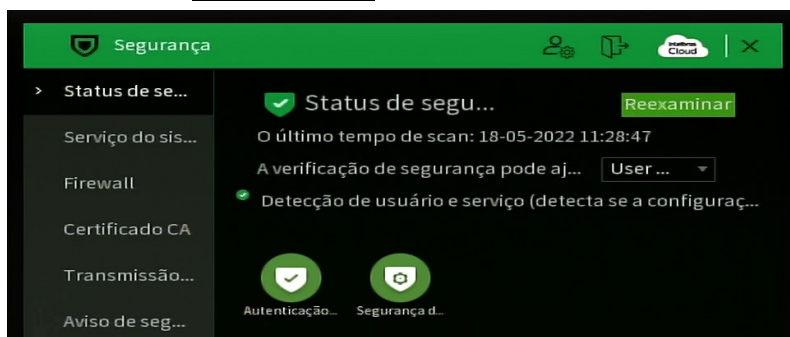 Segurança
intelbras Cloud
Status de se...
Serviço do sis...
Firewall
Certificado CA
Transmissão...
Aviso de seg...
Status de segu...
Reexaminar
O último tempo de scan: 18-05-2022 11:28:47
A verificação de segurança pode aj...
User ...
Detecção de usuário e serviço (detecta se a configuraç...
Autenticação...
Segurança d...